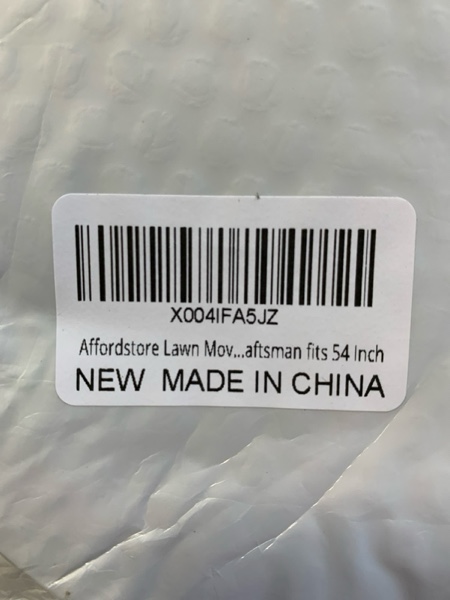 X004IFA5JZ
Affordstore Lawn Mov...aftsman fits 54 Inch
NEW MADE IN CHINA